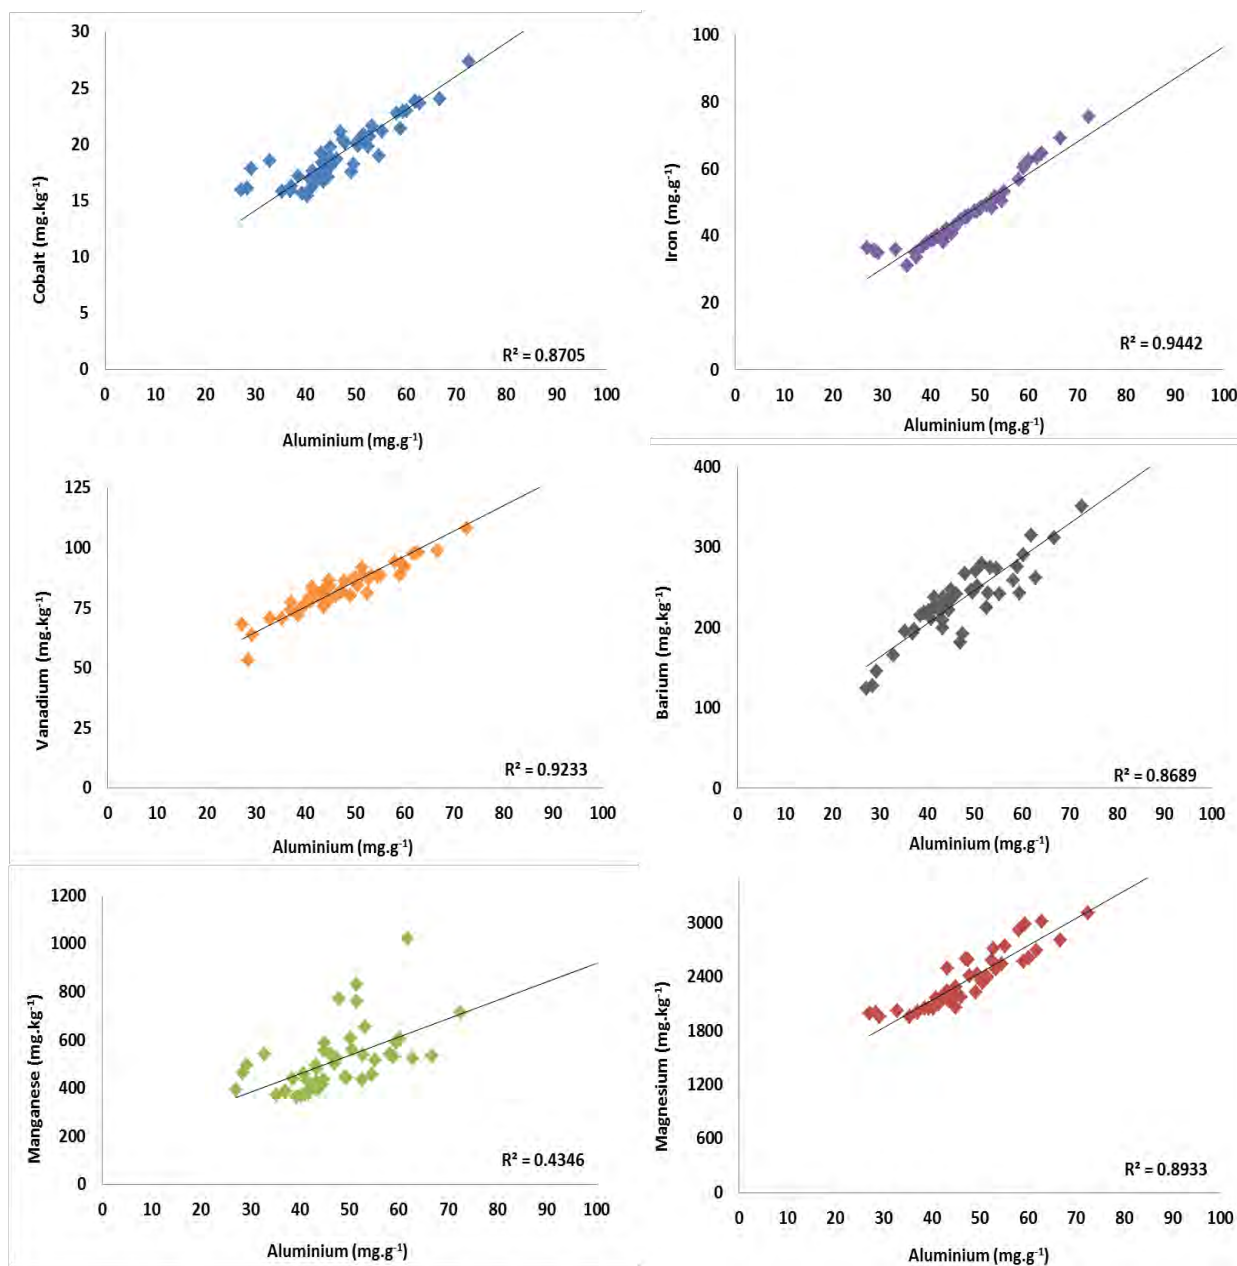 30
25
20
15
10
5
0
Cobalt (mg.kg⁻¹)
R² = 0.8705
0 10 20 30 40 50 60 70 80 90 100
Aluminium (mg.g⁻¹)
100
80
60
40
20
0
Iron (mg.kg⁻¹)
R² = 0.9442
0 10 20 30 40 50 60 70 80 90 100
Aluminium (mg.g⁻¹)
125
100
75
50
25
0
Vanadium (mg.kg⁻¹)
R² = 0.9233
0 10 20 30 40 50 60 70 80 90 100
Aluminium (mg.g⁻¹)
400
300
200
100
0
Barium (mg.kg⁻¹)
R² = 0.8689
0 10 20 30 40 50 60 70 80 90 100
Aluminium (mg.g⁻¹)
1200
1000
800
600
400
200
0
Manganese (mg.kg⁻¹)
R² = 0.4346
0 10 20 30 40 50 60 70 80 90 100
Aluminium (mg.g⁻¹)
3000
2400
1800
1200
600
0
Magnesium (mg.kg⁻¹)
R² = 0.8933
0 10 20 30 40 50 60 70 80 90 100
Aluminium (mg.g⁻¹)